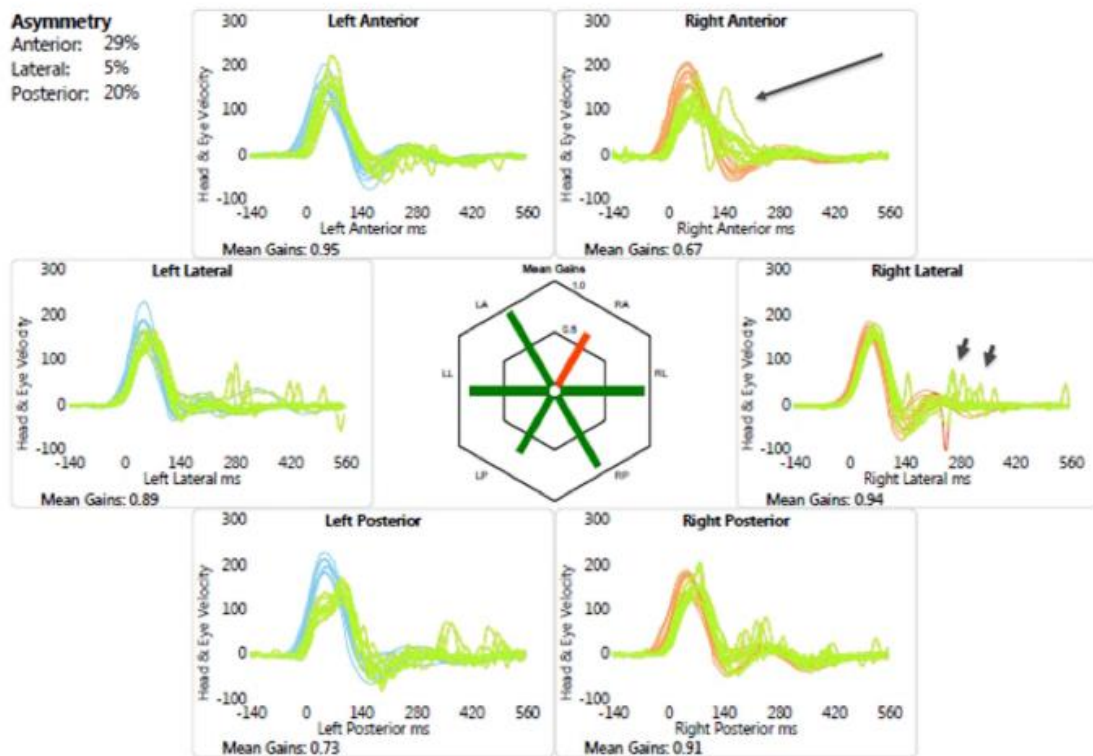 Asymmetry
Anterior: 29%
Lateral: 5%
Posterior: 20%
Left Anterior
Head & Eye Velocity
300
200
100
0
-100
-140 0 140 280 420 560
Left Anterior ms
Mean Gains: 0.95
Right Anterior
Head & Eye Velocity
300
200
100
0
-100
-140 0 140 280 420 560
Right Anterior ms
Mean Gains: 0.67
Left Lateral
Head & Eye Velocity
300
200
100
0
-100
-140 0 140 280 420 560
Left Lateral ms
Mean Gains: 0.89
Mean Gains
1.0
LA RA
0.5
LL RL
LP RP
Right Lateral
Head & Eye Velocity
300
200
100
0
-100
-140 0 140 280 420 560
Right Lateral ms
Mean Gains: 0.94
Left Posterior
Head & Eye Velocity
300
200
100
0
-100
-140 0 140 280 420 560
Left Posterior ms
Mean Gains: 0.73
Right Posterior
Head & Eye Velocity
300
200
100
0
-100
-140 0 140 280 420 560
Right Posterior ms
Mean Gains: 0.91